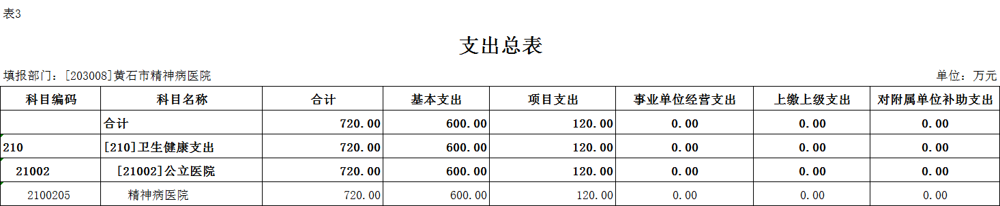 表3
支出总表
填报部门：[203008]黄石市精神病医院 单位：万元
科目编码 科目名称 合计 基本支出 项目支出 事业单位经营支出 上缴上级支出 对附属单位补助支出
合计 720.00 600.00 120.00 0.00 0.00 0.00
210 [210]卫生健康支出 720.00 600.00 120.00 0.00 0.00 0.00
21002 [21002]公立医院 720.00 600.00 120.00 0.00 0.00 0.00
2100205 精神病医院 720.00 600.00 120.00 0.00 0.00 0.00